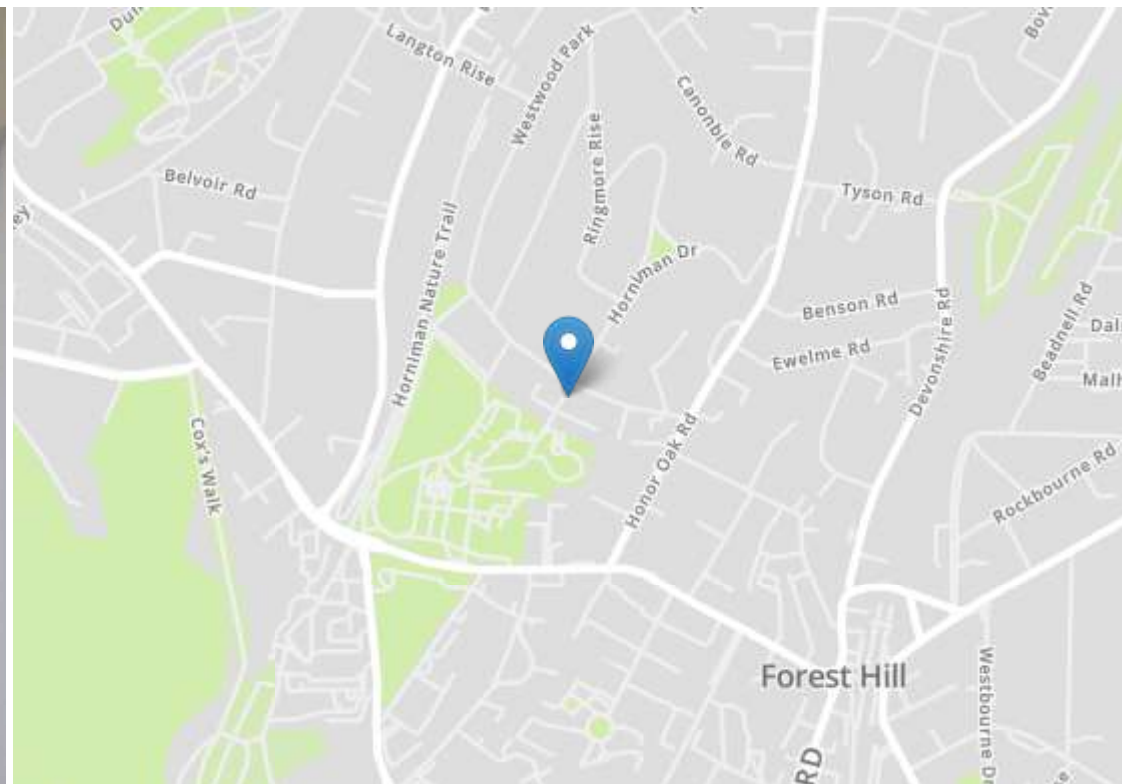 Langton Rise
Westwood Park
Canonbie Rd
Belvoir Rd
Ringmore Rise
Tyson Rd
Horniman Nature Trail
Horniman Dr
Benson Rd
Ewelme Rd
Devonshire Rd
Beadnell Rd
Cox's Walk
Honor Oak Rd
Rockbourne Rd
Forest Hill
Westbourne Dr
RD